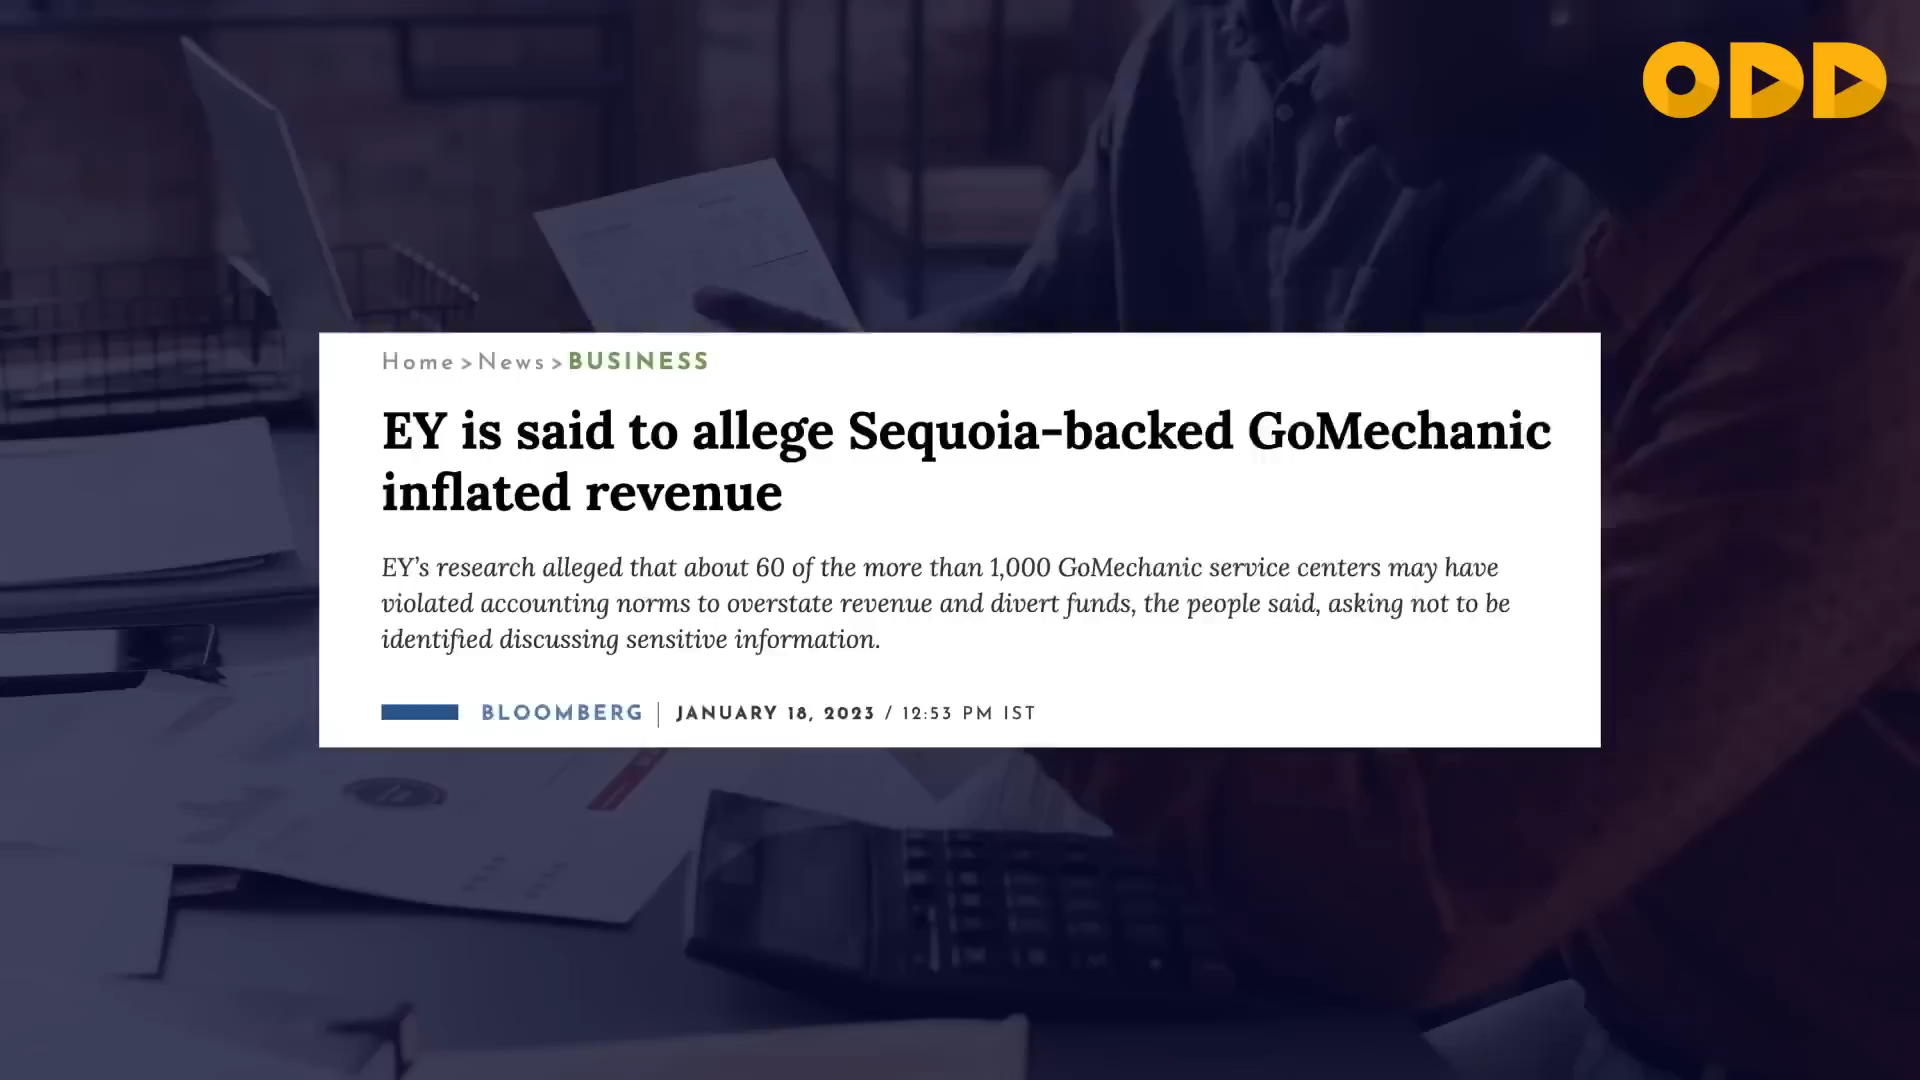 ODD
Home > News > BUSINESS
EY is said to allege Sequoia-backed GoMechanic
inflated revenue
EY's research alleged that about 60 of the more than 1,000 GoMechanic service centers may have
violated accounting norms to overstate revenue and divert funds, the people said, asking not to be
identified discussing sensitive information.
BLOOMBERG | JANUARY 18, 2023 / 12:53 PM IST